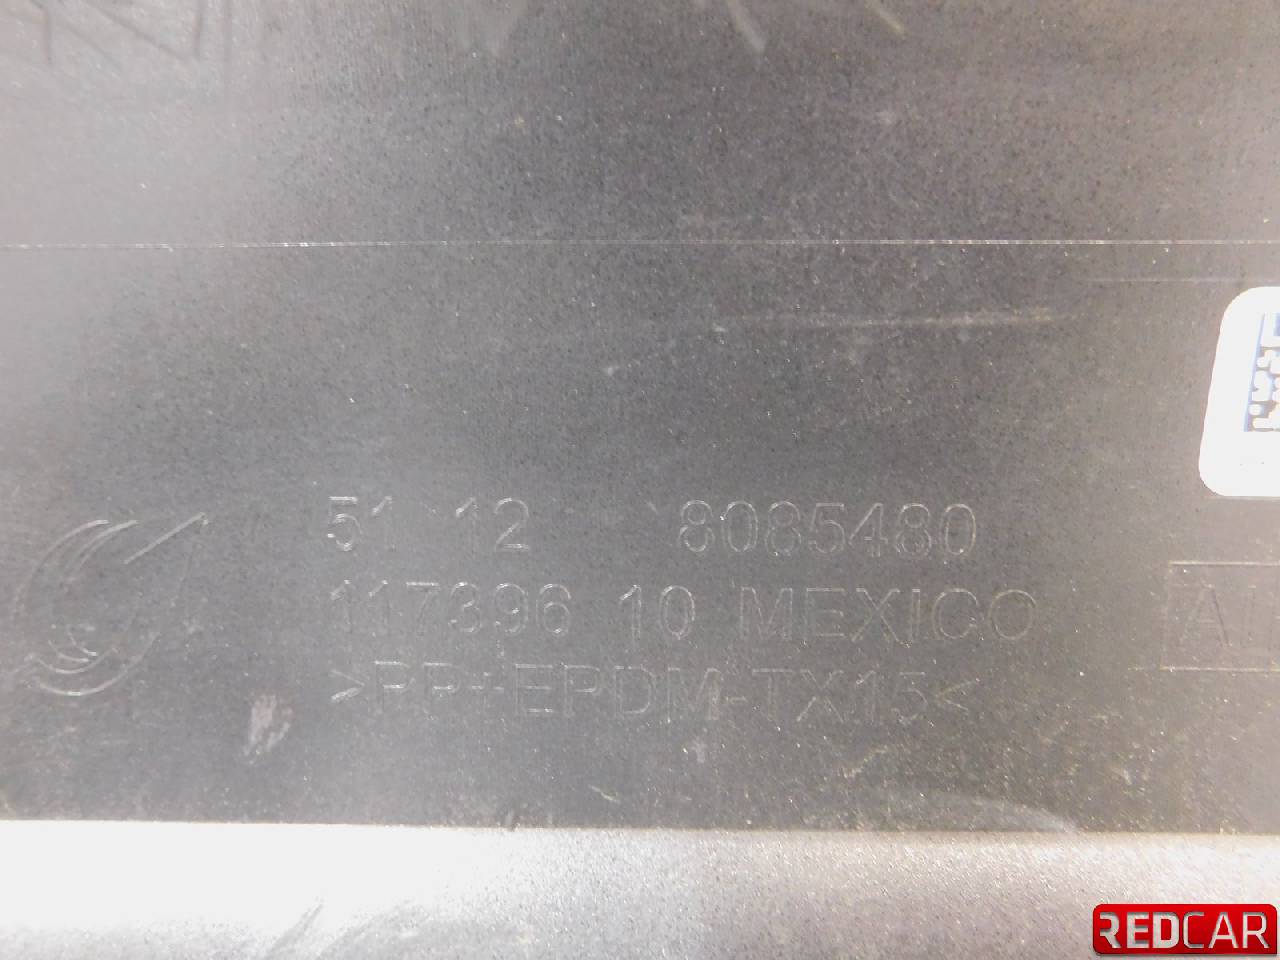 51 12 8085480
117396 10 MEXICO
>PP+EPDM-TX15<
REDCAR